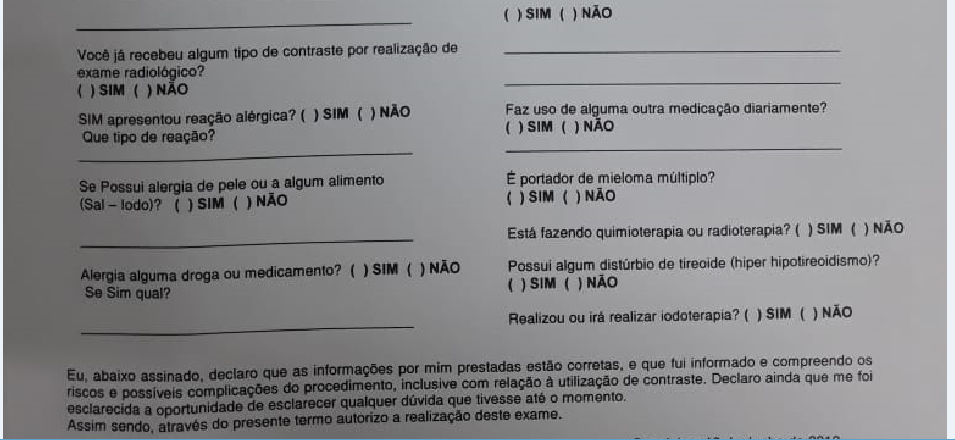 Você já recebeu algum tipo de contraste por realização de
exame radiológico?
( ) SIM ( ) NÃO
SIM apresentou reação alérgica? ( ) SIM ( ) NÃO
Que tipo de reação?
Se Possui alergia de pele ou a algum alimento
(Sal – Iodo)? ( ) SIM ( ) NÃO
Alergia alguma droga ou medicamento? ( ) SIM ( ) NÃO
Se Sim qual?
( ) SIM ( ) NÃO
Faz uso de alguma outra medicação diariamente?
( ) SIM ( ) NÃO
É portador de mieloma múltiplo?
( ) SIM ( ) NÃO
Está fazendo quimioterapia ou radioterapia? ( ) SIM ( ) NÃO
Possui algum distúrbio de tireoide (hiper hipotireoidismo)?
( ) SIM ( ) NÃO
Realizou ou irá realizar iodoterapia? ( ) SIM ( ) NÃO
Eu, abaixo assinado, declaro que as informações por mim prestadas estão corretas, e que fui informado e compreendo os
riscos e possíveis complicações do procedimento, inclusive com relação à utilização de contraste. Declaro ainda que me foi
esclarecida a oportunidade de esclarecer qualquer dúvida que tivesse até o momento.
Assim sendo, através do presente termo autorizo a realização deste exame.